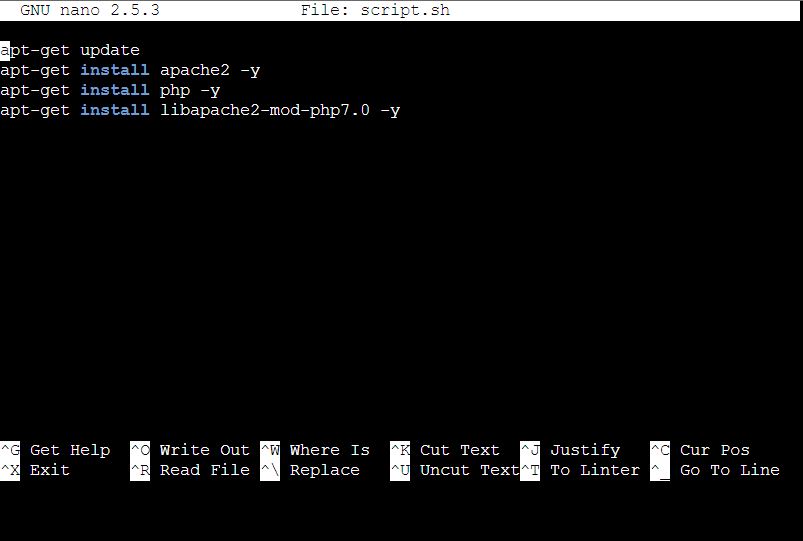 GNU nano 2.5.3 File: script.sh
apt-get update
apt-get install apache2 -y
apt-get install php -y
apt-get install libapache2-mod-php7.0 -y
^G Get Help ^O Write Out ^W Where Is ^K Cut Text ^J Justify ^C Cur Pos
^X Exit ^R Read File ^\ Replace ^U Uncut Text ^T To Linter ^_ Go To Line